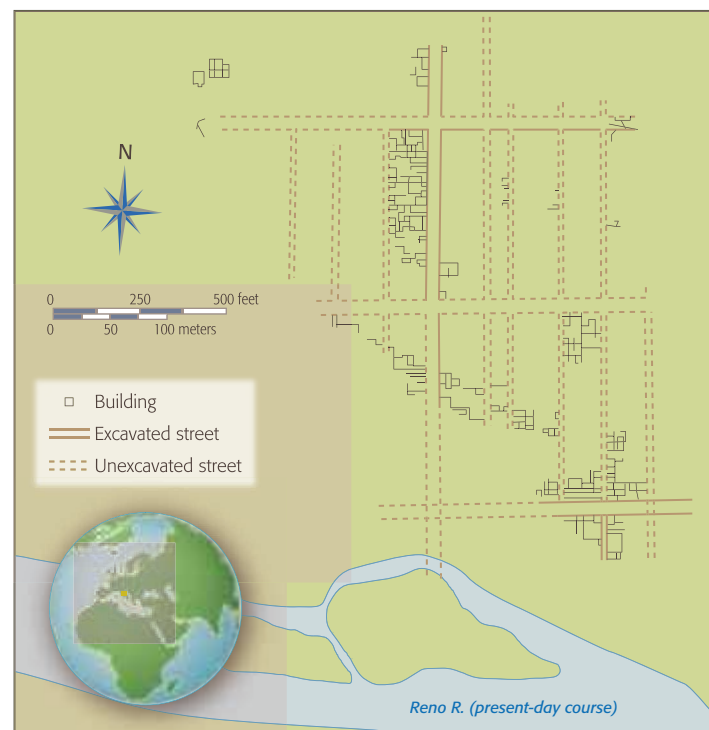 N
0 250 500 feet
0 50 100 meters
Building
Excavated street
Unexcavated street
Reno R. (present-day course)